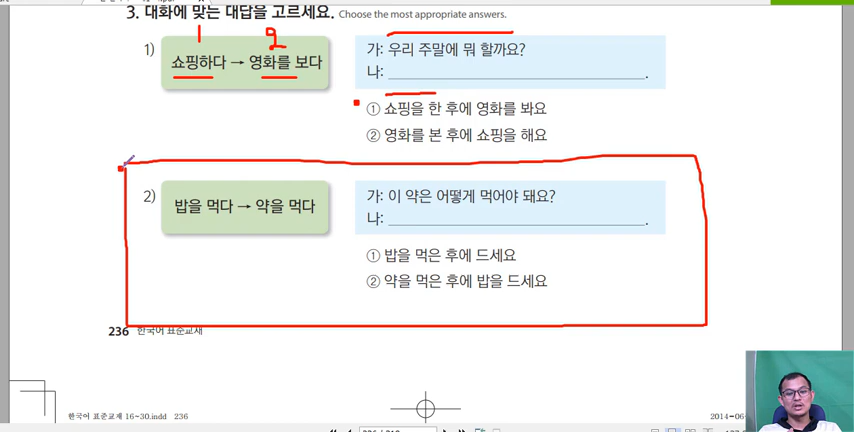 3. 대화에 맞는 대답을 고르세요. Choose the most appropriate answers.
1 2
1) 쇼핑하다 → 영화를 보다
가: 우리 주말에 뭐 할까요?
나: .
① 쇼핑을 한 후에 영화를 봐요
② 영화를 본 후에 쇼핑을 해요
2) 밥을 먹다 → 약을 먹다
가: 이 약은 어떻게 먹어야 돼요?
나: .
① 밥을 먹은 후에 드세요
② 약을 먹은 후에 밥을 드세요
236 한국어 표준교재
한국어 표준교재 16~30.indd 236
2014-06-